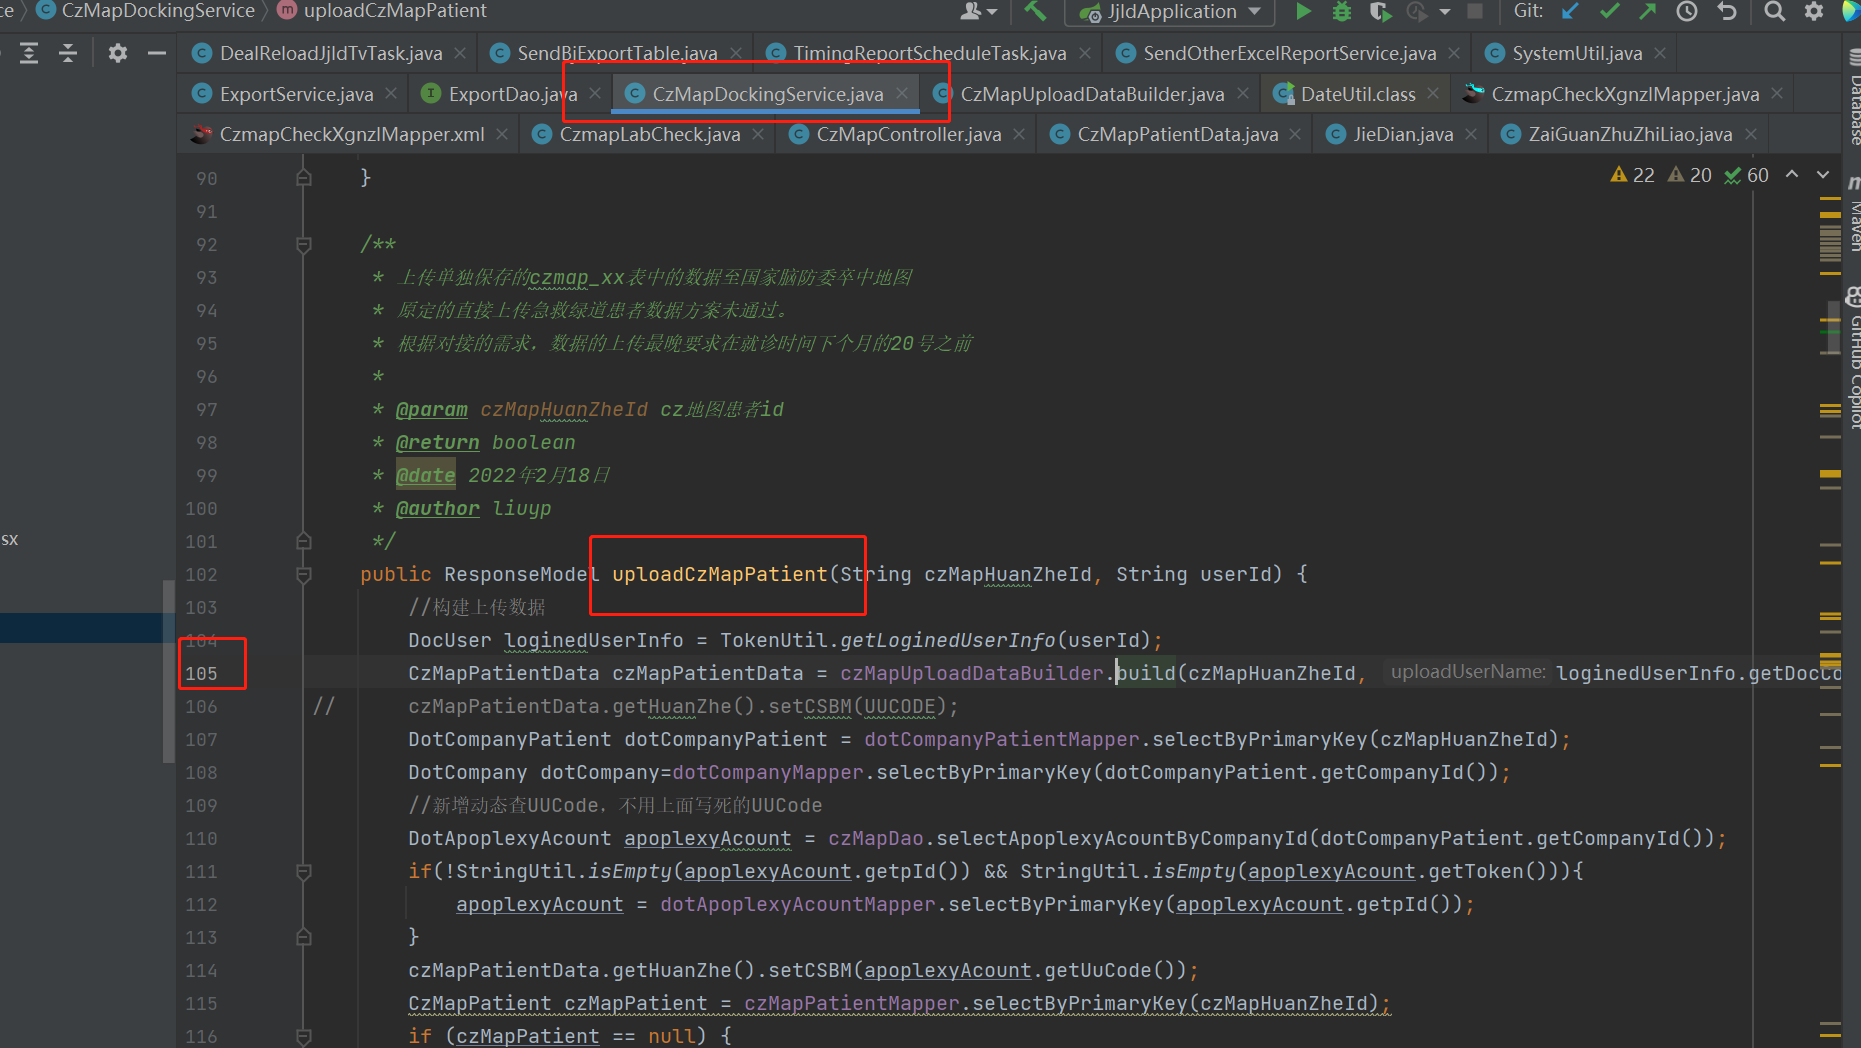 ce > CzMapDockingService > uploadCzMapPatient
JjldApplication
Git:
DealReloadJjldTvTask.java
SendBjExportTable.java
TimingReportScheduleTask.java
SendOtherExcelReportService.java
SystemUtil.java
ExportService.java
ExportDao.java
CzMapDockingService.java
CzMapUploadDataBuilder.java
DateUtil.class
CzmapCheckXgnzlMapper.java
CzmapCheckXgnzlMapper.xml
CzmapLabCheck.java
CzMapController.java
CzMapPatientData.java
JieDian.java
ZaiGuanZhuZhiLiao.java
22 20 60
Database
Maven
GitHub Copilot
sx
90 }
91
92 /**
93 * 上传单独保存的czmap_xx表中的数据至国家脑防委卒中地图
94 * 原定的直接上传急救绿道患者数据方案未通过。
95 * 根据对接的需求，数据的上传最晚要求在就诊时间下个月的20号之前
96 *
97 * @param czMapHuanZheId cz地图患者id
98 * @return boolean
99 * @date 2022年2月18日
100 * @author liuyp
101 */
102 public ResponseModel uploadCzMapPatient(String czMapHuanZheId, String userId) {
103 //构建上传数据
104 DocUser loginedUserInfo = TokenUtil.getLoginedUserInfo(userId);
105 CzMapPatientData czMapPatientData = czMapUploadDataBuilder.build(czMapHuanZheId, uploadUserName: loginedUserInfo.getDocCo
106 // czMapPatientData.getHuanZhe().setCSBM(UUCODE);
107 DotCompanyPatient dotCompanyPatient = dotCompanyPatientMapper.selectByPrimaryKey(czMapHuanZheId);
108 DotCompany dotCompany=dotCompanyMapper.selectByPrimaryKey(dotCompanyPatient.getCompanyId());
109 //新增动态查UUCode，不用上面写死的UUCode
110 DotApoplexyAcount apoplexyAcount = czMapDao.selectApoplexyAcountByCompanyId(dotCompanyPatient.getCompanyId());
111 if(!StringUtil.isEmpty(apoplexyAcount.getpId()) && StringUtil.isEmpty(apoplexyAcount.getToken())){
112 apoplexyAcount = dotApoplexyAcountMapper.selectByPrimaryKey(apoplexyAcount.getpId());
113 }
114 czMapPatientData.getHuanZhe().setCSBM(apoplexyAcount.getUuCode());
115 CzMapPatient czMapPatient = czMapPatientMapper.selectByPrimaryKey(czMapHuanZheId);
116 if (czMapPatient == null) {